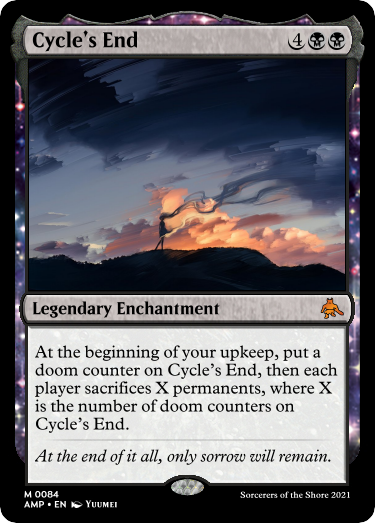 Cycle's End 4
Legendary Enchantment
At the beginning of your upkeep, put a
doom counter on Cycle's End, then each
player sacrifices X permanents, where X
is the number of doom counters on
Cycle's End.
At the end of it all, only sorrow will remain.
M 0084
AMP • EN Yuumei
Sorcerers of the Shore 2021